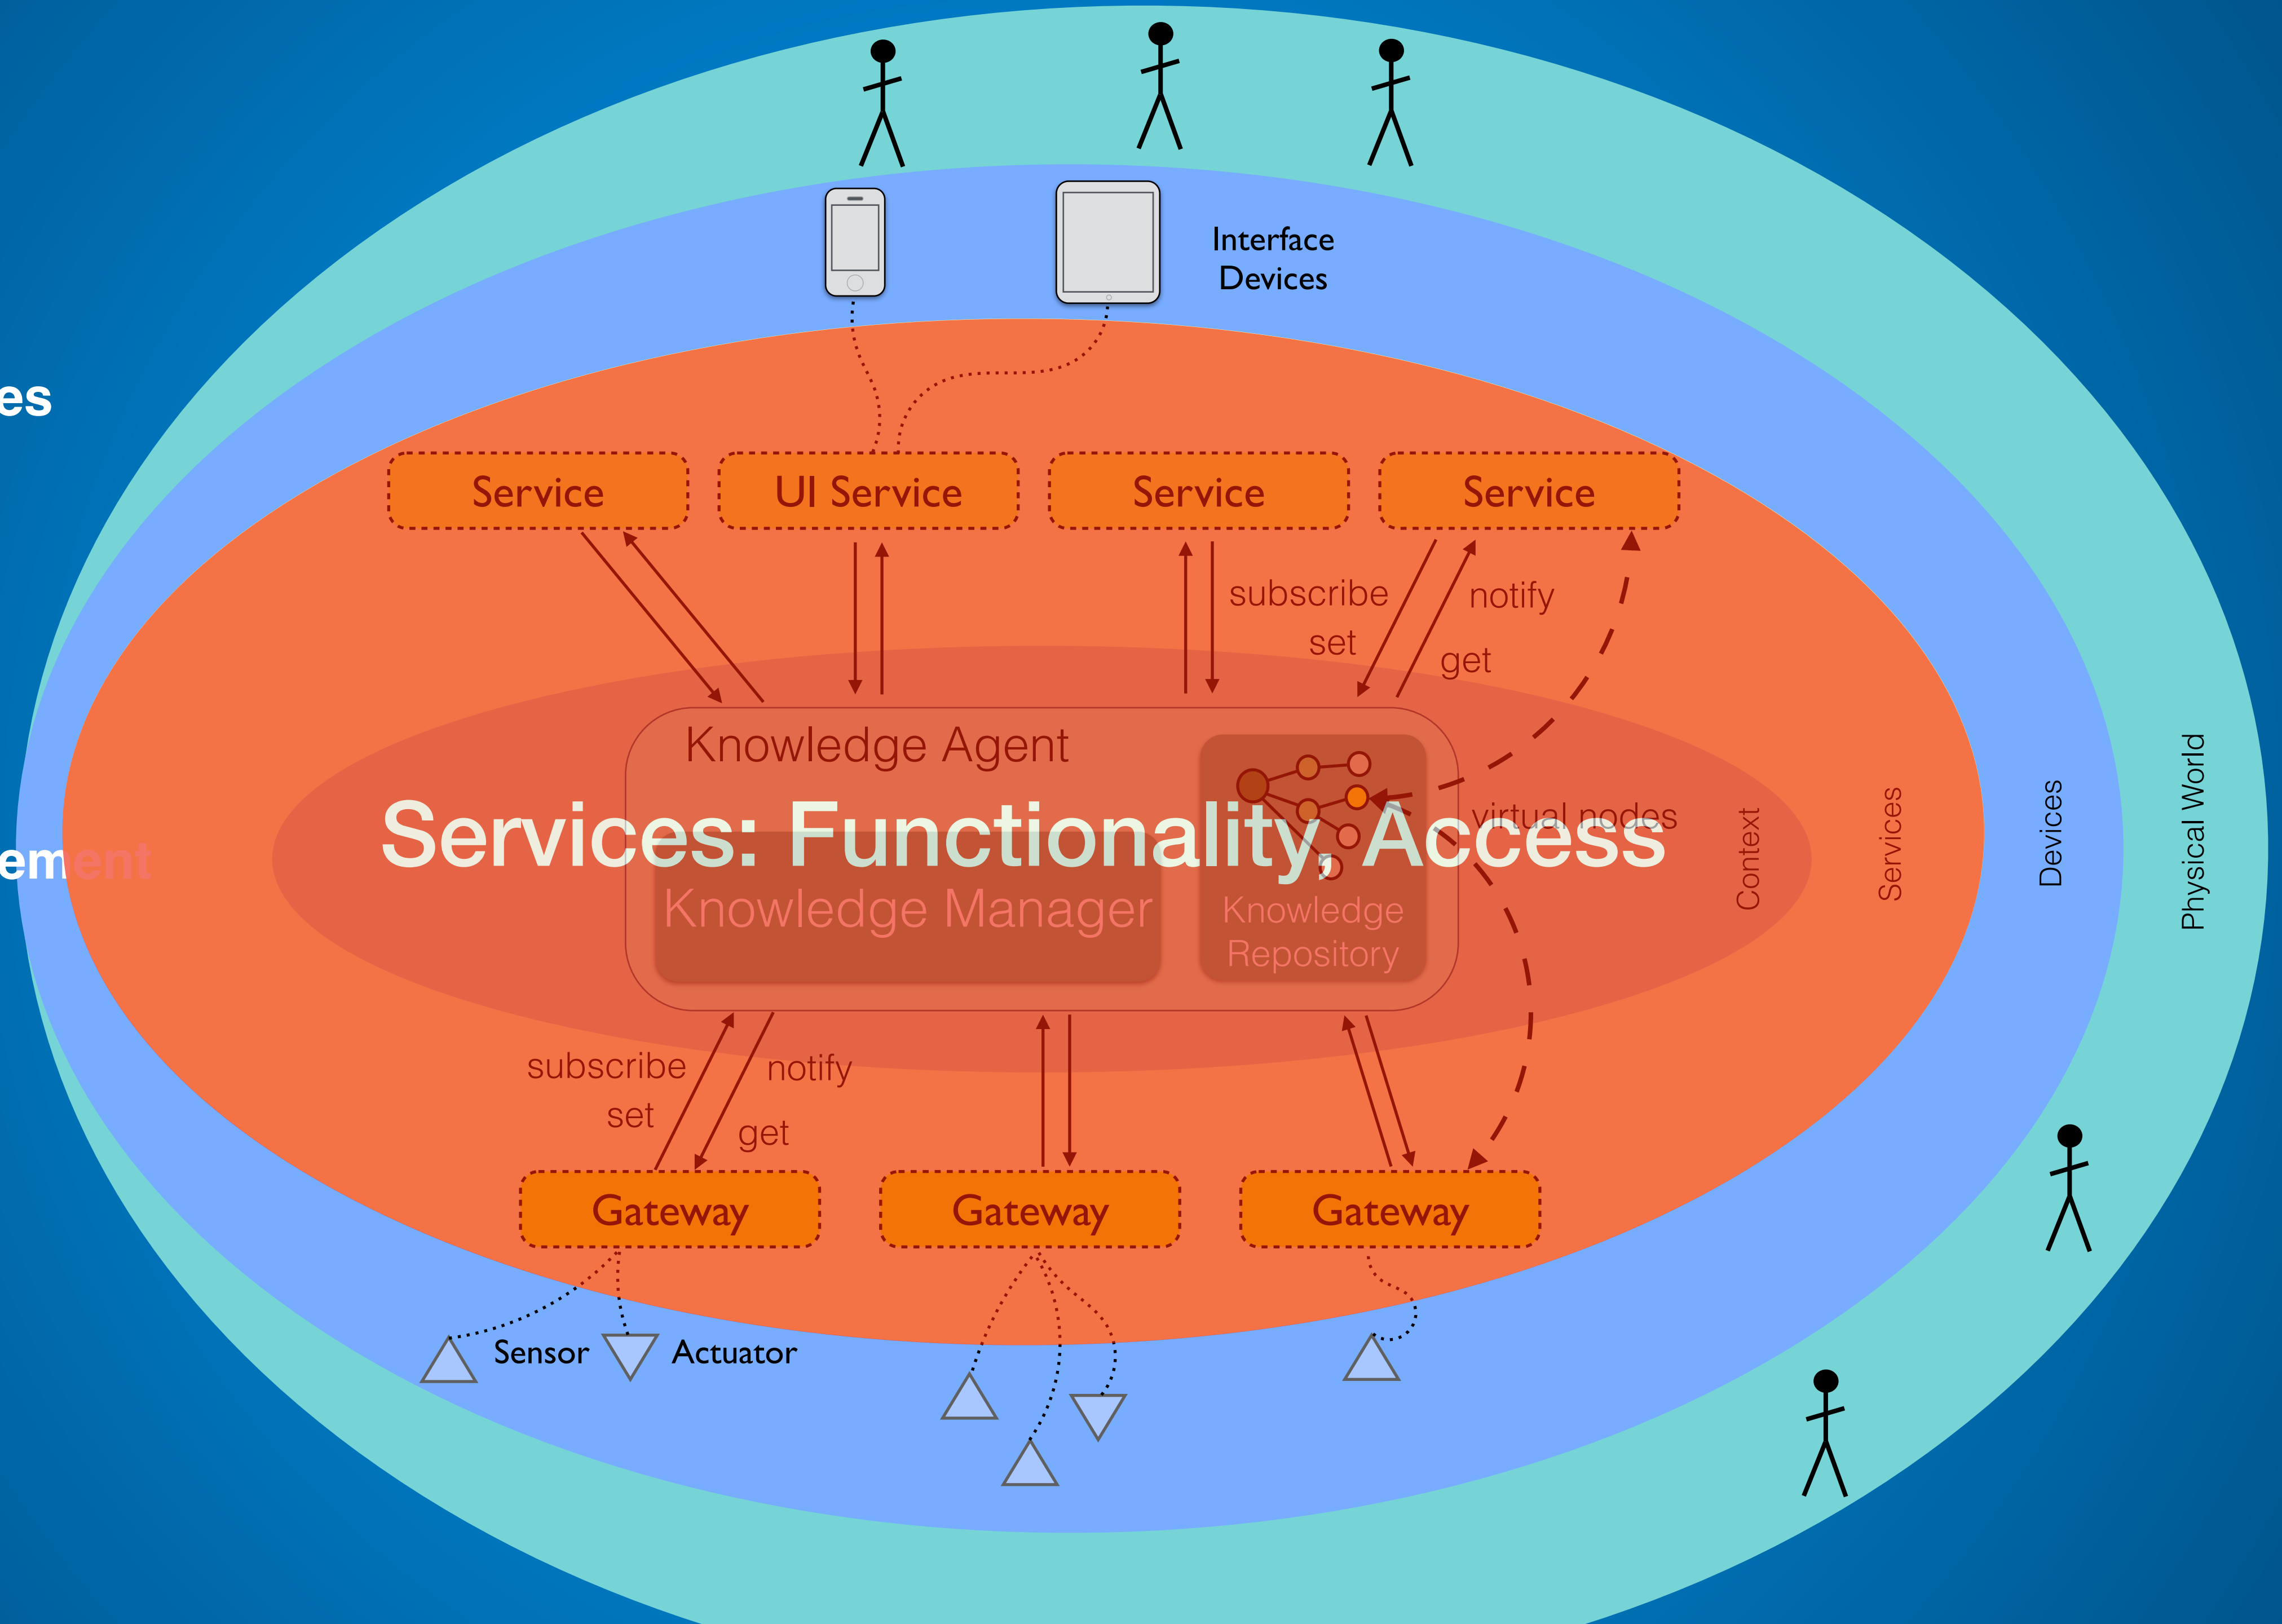 Interface
Devices
es
Service
UI Service
Service
Service
subscribe
notify
set
get
Knowledge Agent
virtual nodes
Services: Functionality, Access
ement
Knowledge Manager
Knowledge
Repository
Context
Services
Devices
Physical World
subscribe
notify
set
get
Gateway
Gateway
Gateway
Sensor
Actuator